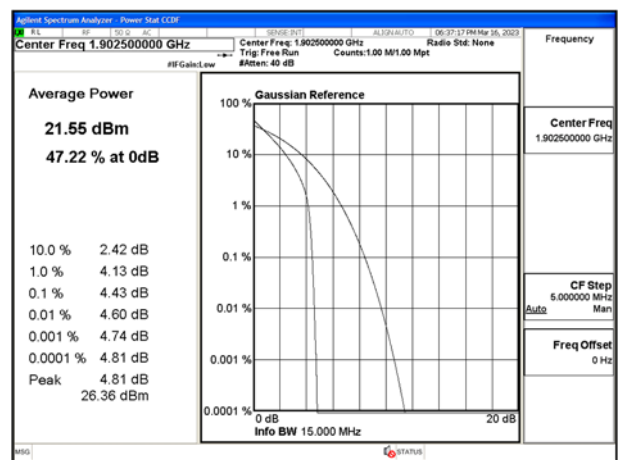 Agilent Spectrum Analyzer - Power Stat CCDF
RL RF 50 Ω AC SENSE:INT ALIGN AUTO 06:37:17 PM Mar 16, 2023
Center Freq 1.902500000 GHz
Center Freq: 1.902500000 GHz Radio Std: None
Trig: Free Run Counts:1.00 M/1.00 Mpt
#IFGain:Low #Atten: 40 dB
Frequency
Average Power
21.55 dBm
47.22 % at 0dB
10.0 % 2.42 dB
1.0 % 4.13 dB
0.1 % 4.43 dB
0.01 % 4.60 dB
0.001 % 4.74 dB
0.0001 % 4.81 dB
Peak 4.81 dB
26.36 dBm
Gaussian Reference
100 %
10 %
1 %
0.1 %
0.01 %
0.001 %
0.0001 %
0 dB 20 dB
Info BW 15.000 MHz
Center Freq
1.902500000 GHz
CF Step
5.000000 MHz
Auto Man
Freq Offset
0 Hz
MSG STATUS